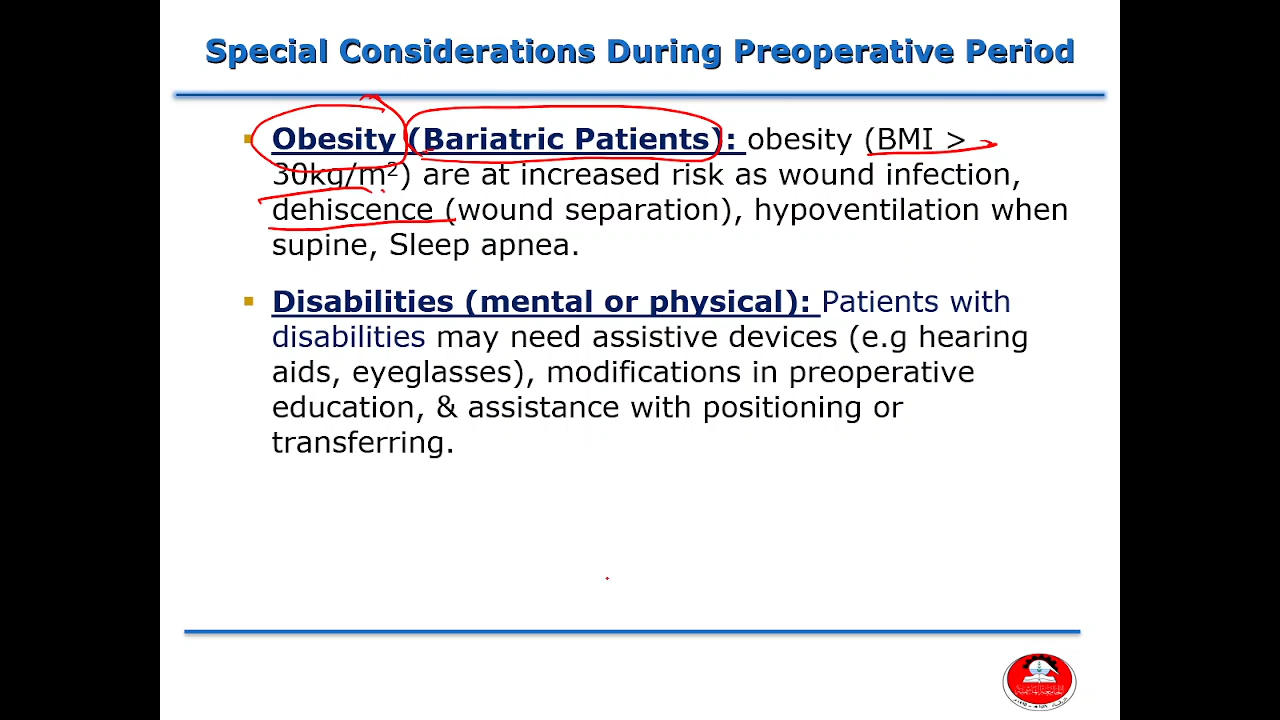 Special Considerations During Preoperative Period
▪ Obesity (Bariatric Patients): obesity (BMI >
30kg/m²) are at increased risk as wound infection,
dehiscence (wound separation), hypoventilation when
supine, Sleep apnea.
▪ Disabilities (mental or physical): Patients with
disabilities may need assistive devices (e.g hearing
aids, eyeglasses), modifications in preoperative
education, & assistance with positioning or
transferring.